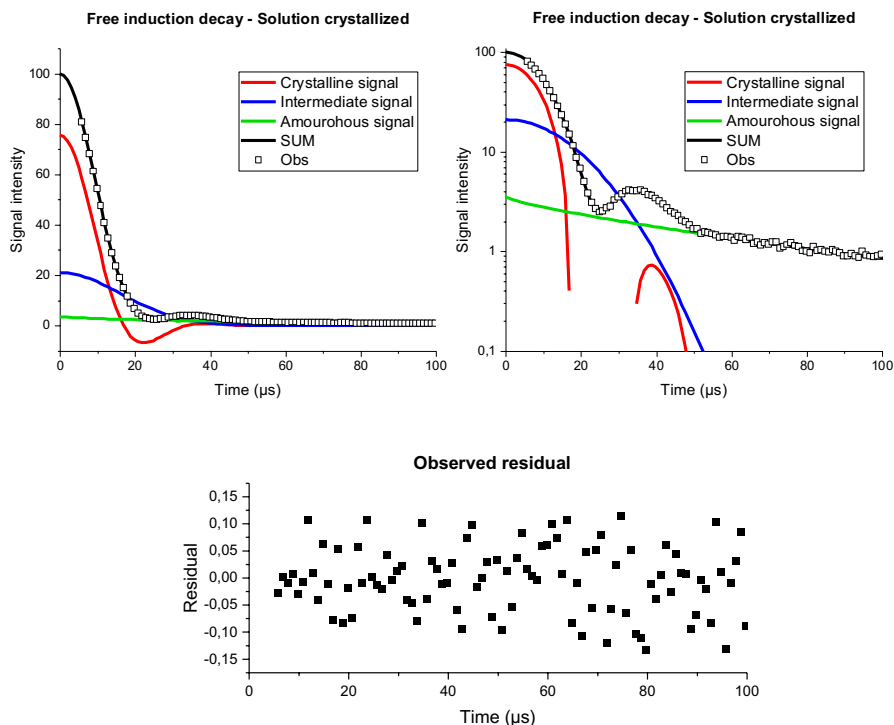 Free induction decay - Solution crystallized
100
80
60
40
20
0
Signal intensity
Crystalline signal
Intermediate signal
Amourohous signal
SUM
Obs
0 20 40 60 80 100
Time (µs)
Free induction decay - Solution crystallized
100
10
1
0,1
Signal intensity
Crystalline signal
Intermediate signal
Amourohous signal
SUM
Obs
0 20 40 60 80 100
Time (µs)
Observed residual
0,15
0,10
0,05
0,00
-0,05
-0,10
-0,15
Residual
0 20 40 60 80 100
Time (µs)